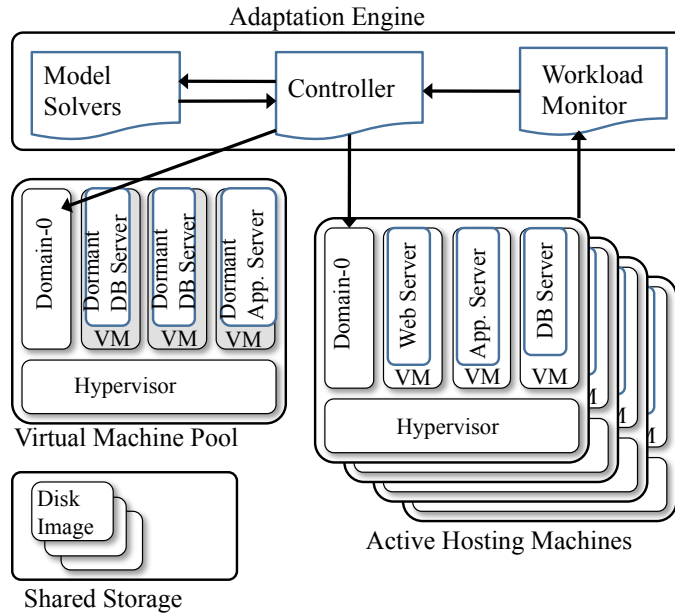 Adaptation Engine
Model
Solvers
Controller
Workload
Monitor
Domain-0
Dormant
DB Server
VM
Dormant
DB Server
VM
Dormant
App. Server
VM
Hypervisor
Virtual Machine Pool
Domain-0
Web Server
VM
App. Server
VM
DB Server
VM
Hypervisor
Active Hosting Machines
Disk
Image
Shared Storage